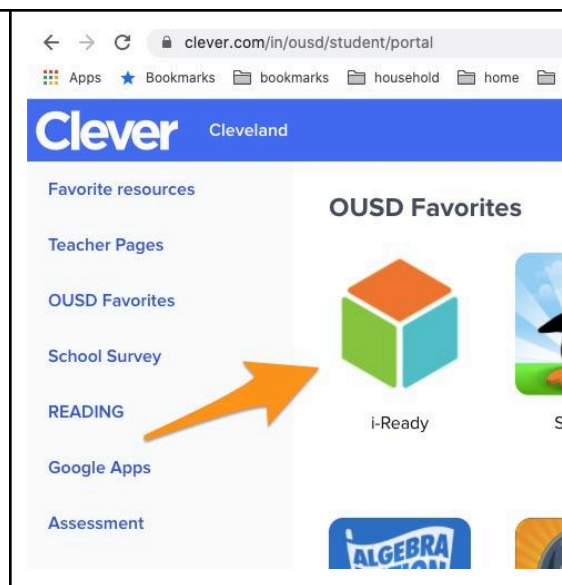 clever.com/in/ousd/student/portal
Apps Bookmarks bookmarks household home
Clever Cleveland
Favorite resources
OUSD Favorites
Teacher Pages
OUSD Favorites
School Survey
READING
i-Ready S
Google Apps
Assessment
ALGEBRA